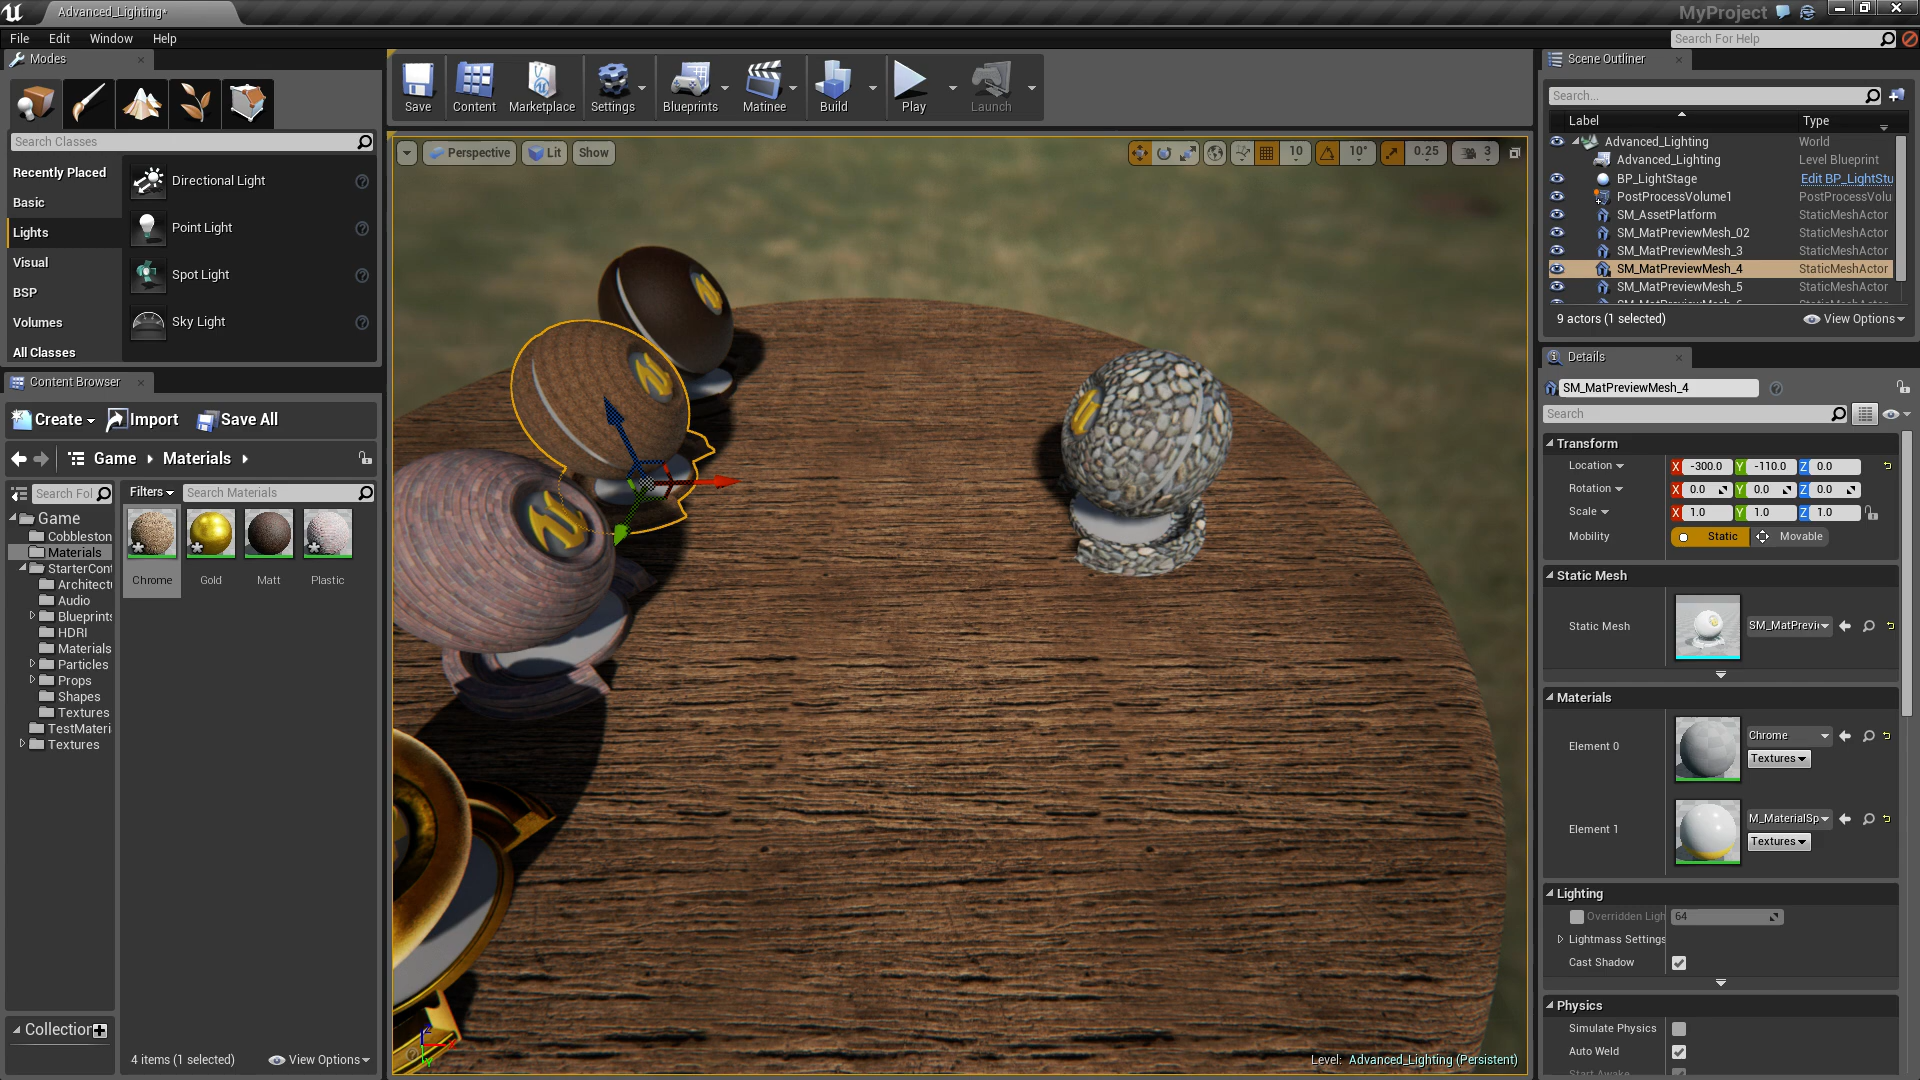 Advanced_Lighting*
MyProject
File Edit Window Help
Search For Help
Modes
Search Classes
Recently Placed
Basic
Lights
Visual
BSP
Volumes
All Classes
Directional Light
Point Light
Spot Light
Sky Light
Save
Content
Marketplace
Settings
Blueprints
Matinee
Build
Play
Launch
Perspective
Lit
Show
10
10°
0.25
3
Level: Advanced_Lighting (Persistent)
Content Browser
Create
Import
Save All
Game
Materials
Search Fol
Filters
Search Materials
Game
Cobbleston
Materials
StarterCont
Architectu
Audio
Blueprints
HDRI
Materials
Particles
Props
Shapes
Textures
TestMateri
Textures
Chrome
Gold
Matt
Plastic
Collection
4 items (1 selected)
View Options
Scene Outliner
Search...
Label Type
Advanced_Lighting World
Advanced_Lighting Level Blueprint
BP_LightStage Edit BP_LightStu
PostProcessVolume1 PostProcessVolu
SM_AssetPlatform StaticMeshActor
SM_MatPreviewMesh_02 StaticMeshActor
SM_MatPreviewMesh_3 StaticMeshActor
SM_MatPreviewMesh_4 StaticMeshActor
SM_MatPreviewMesh_5 StaticMeshActor
9 actors (1 selected)
View Options
Details
SM_MatPreviewMesh_4
Search
Transform
Location X -300.0 Y -110.0 Z 0.0
Rotation X 0.0 Y 0.0 Z 0.0
Scale X 1.0 Y 1.0 Z 1.0
Mobility Static Movable
Static Mesh
Static Mesh SM_MatPrevie
Materials
Element 0 Chrome
Textures
Element 1 M_MaterialSp
Textures
Lighting
Overridden Ligh 64
Lightmass Settings
Cast Shadow
Physics
Simulate Physics
Auto Weld
Start Awake